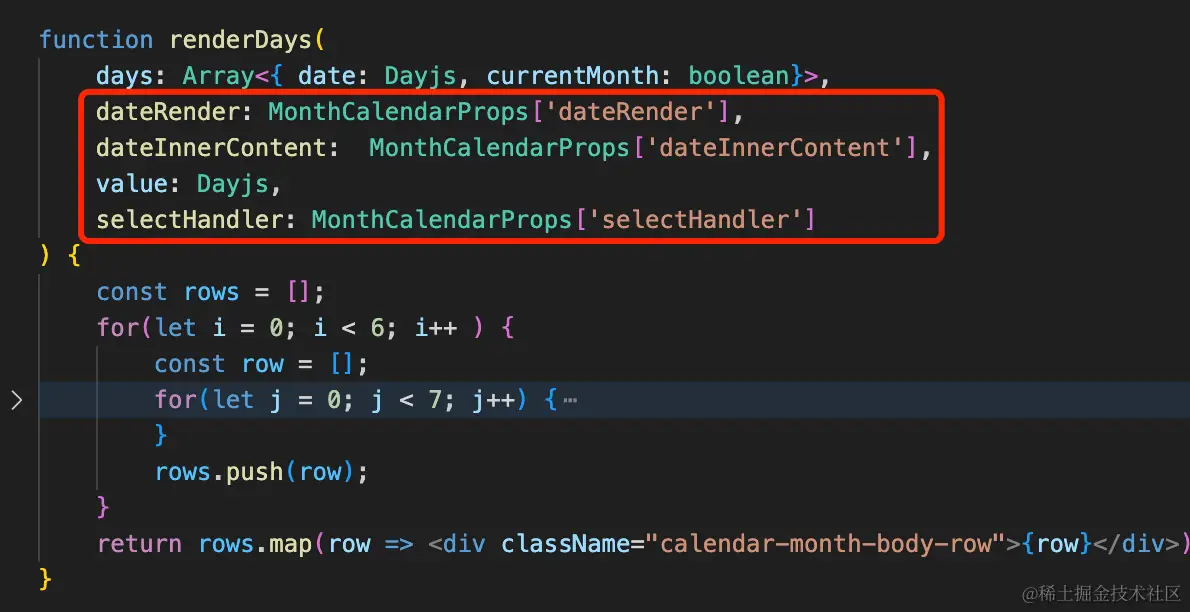 function renderDays(
    days: Array<{ date: Dayjs, currentMonth: boolean}>,
    dateRender: MonthCalendarProps['dateRender'],
    dateInnerContent:  MonthCalendarProps['dateInnerContent'],
    value: Dayjs,
    selectHandler: MonthCalendarProps['selectHandler']
) {
    const rows = [];
    for(let i = 0; i < 6; i++ ) {
        const row = [];
        for(let j = 0; j < 7; j++) {⋯
        }
        rows.push(row);
    }
    return rows.map(row => <div className="calendar-month-body-row">{row}</div>)
}
@稀土掘金技术社区